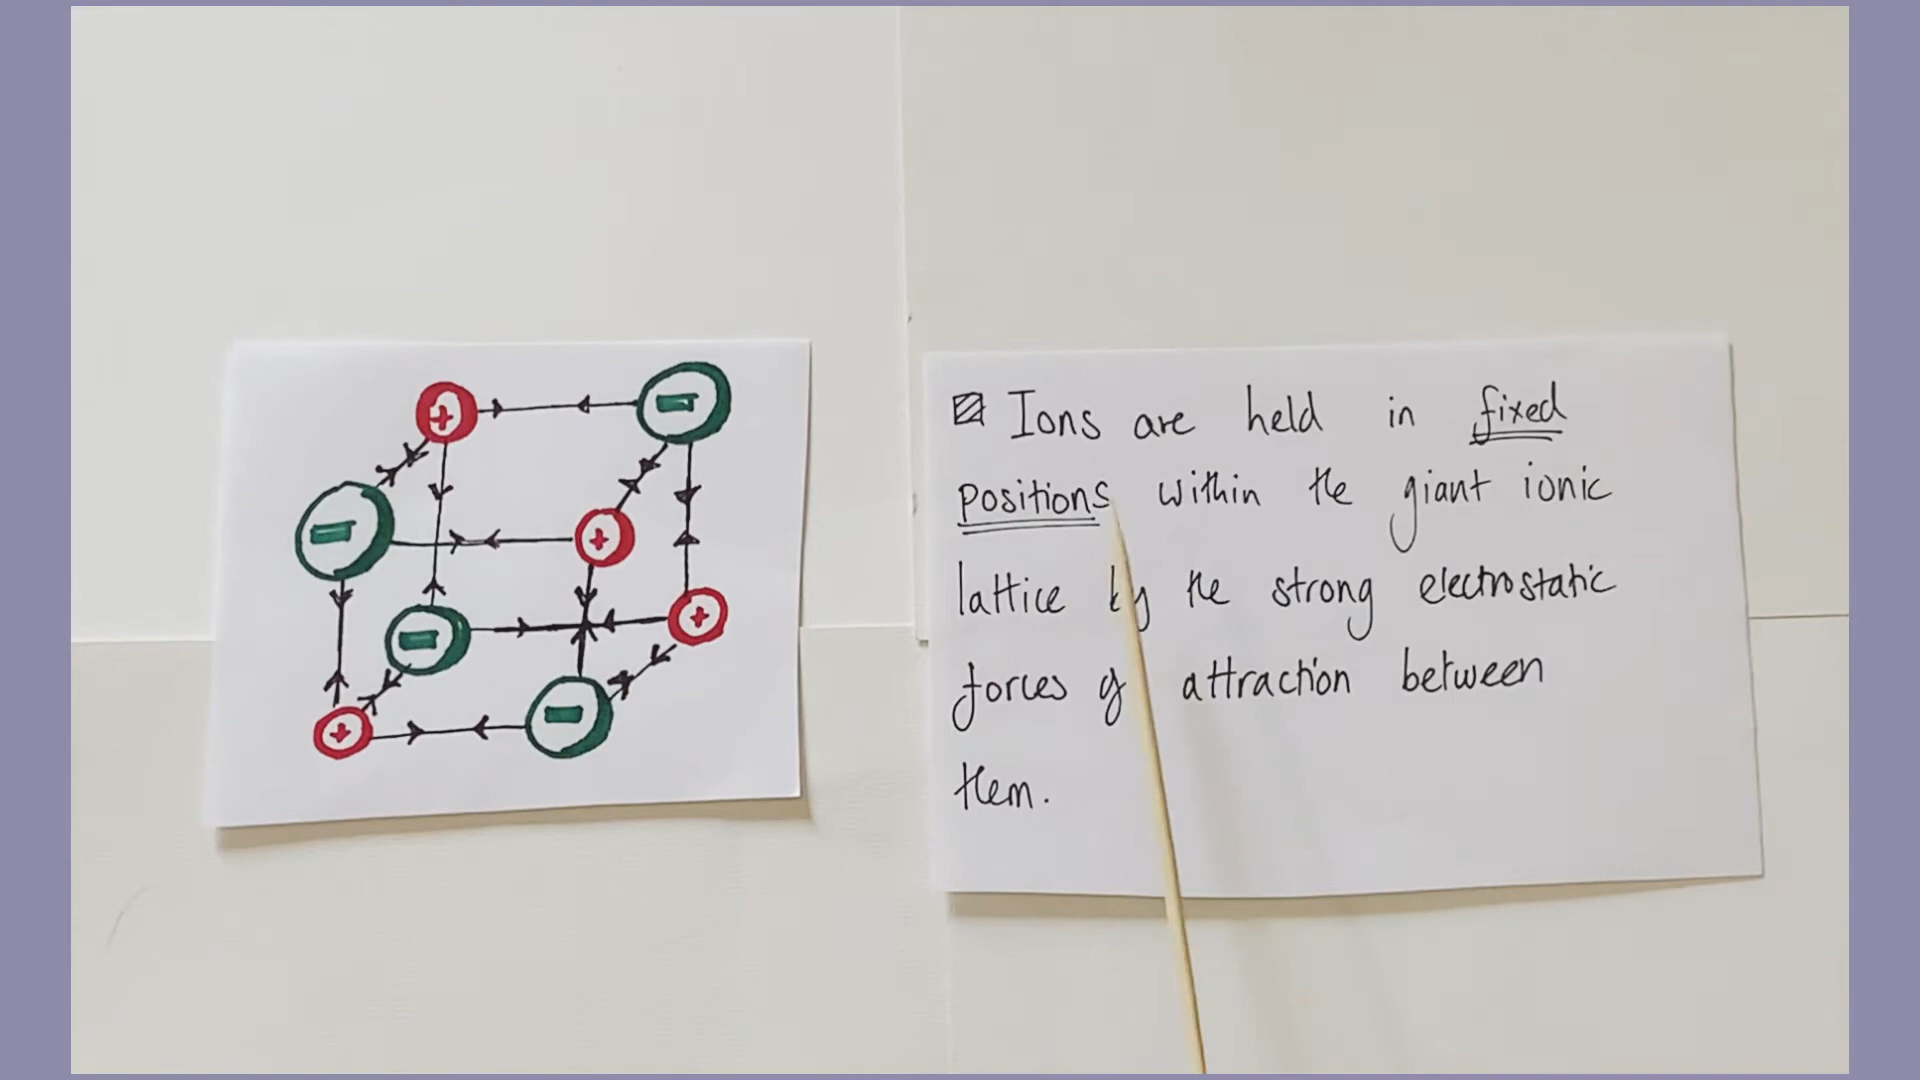 Ions are held in fixed
positions within the giant ionic
lattice by the strong electrostatic
forces of attraction between
them.